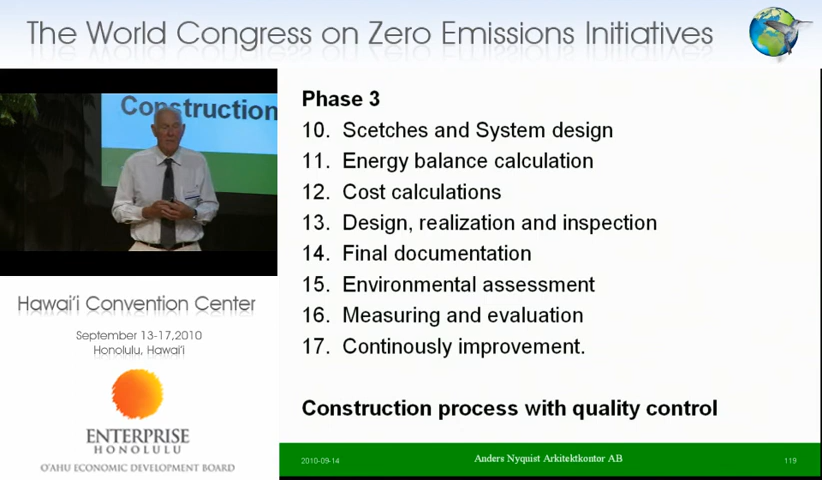 The World Congress on Zero Emissions Initiatives
Construction
Phase 3
10. Scetches and System design
11. Energy balance calculation
12. Cost calculations
13. Design, realization and inspection
14. Final documentation
15. Environmental assessment
16. Measuring and evaluation
17. Continously improvement.
Construction process with quality control
Hawai'i Convention Center
September 13-17,2010
Honolulu, Hawai'i
ENTERPRISE
HONOLULU
O'AHU ECONOMIC DEVELOPMENT BOARD
2010-09-14
Anders Nyquist Arkitektkontor AB
119